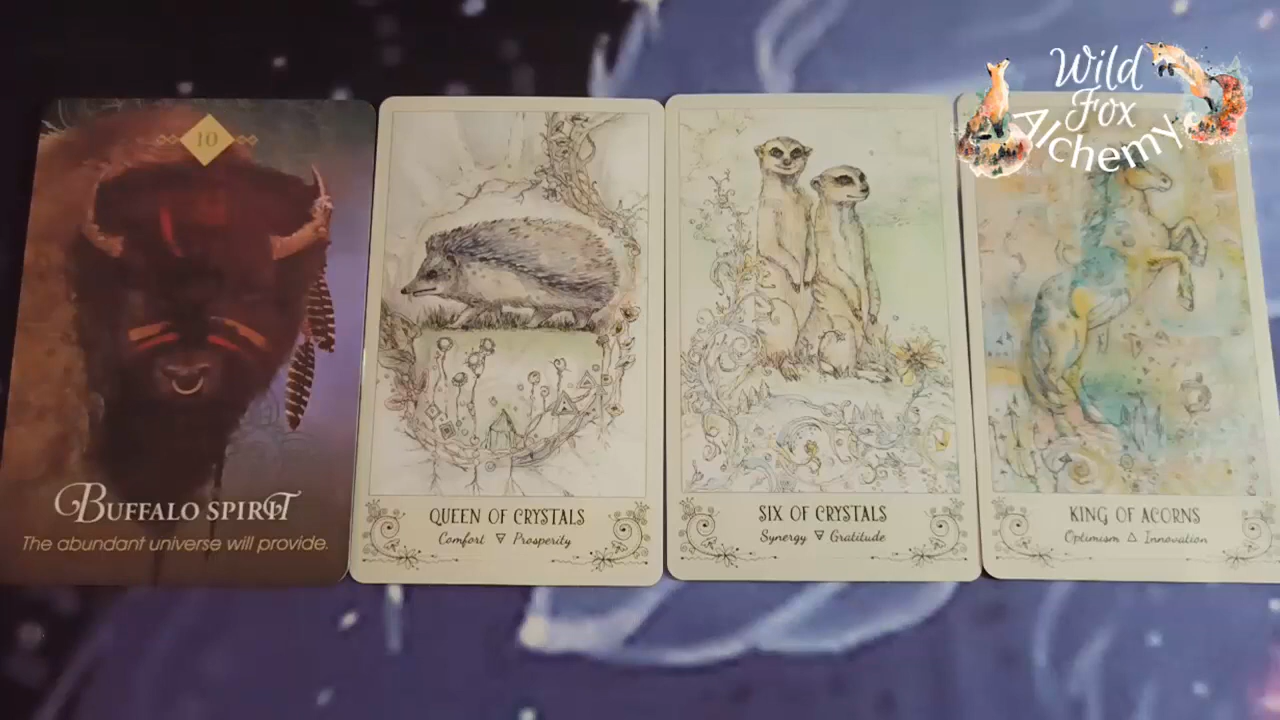 Wild
Fox
Alchemy
10
BUFFALO SPIRIT
The abundant universe will provide.
QUEEN OF CRYSTALS
Comfort ▽ Prosperity
SIX OF CRYSTALS
Synergy ▽ Gratitude
KING OF ACORNS
Optimism △ Innovation